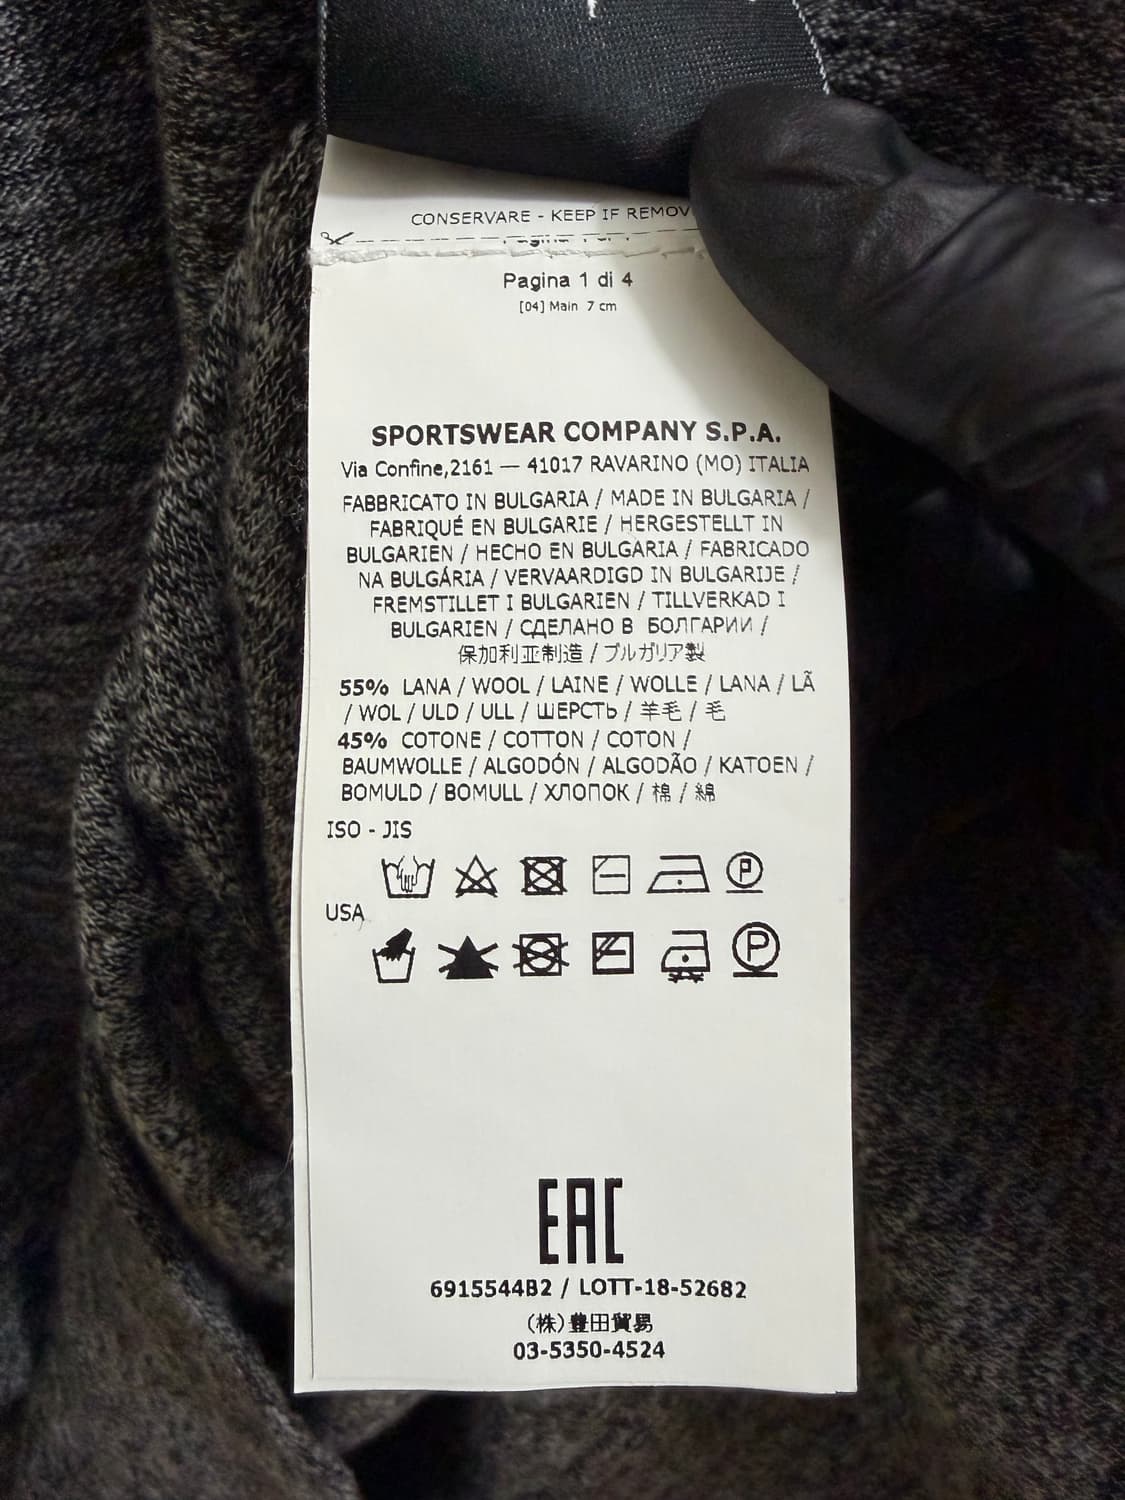 CONSERVARE - KEEP IF
Pagina 1 di 4
[04] Main 7 cm
SPORTSWEAR COMPANY S.P.A.
Via Confine,2161 — 41017 RAVARINO (MO) ITALIA
FABBRICATO IN BULGARIA / MADE IN BULGARIA /
FABRIQUÉ EN BULGARIE / HERGESTELLT IN
BULGARIEN / HECHO EN BULGARIA / FABRICADO
NA BULGÁRIA / VERVAARDIGD IN BULGARIJE /
FREMSTILLET I BULGARIEN / TILLVERKAD I
BULGARIEN / СДЕЛАНО В БОЛГАРИИ /
保加利亚制造 / ブルガリア製
55% LANA / WOOL / LAINE / WOLLE / LANA / LÃ
/ WOL / ULD / ULL / ШЕРСТЬ / 羊毛 / 毛
45% COTONE / COTTON / COTON /
BAUMWOLLE / ALGODÓN / ALGODÃO / KATOEN /
BOMULD / BOMULL / ХЛОПОК / 棉 / 綿
ISO - JIS
P
USA
P
EAC
6915544B2 / LOTT-18-52682
(株)豊田貿易
03-5350-4524